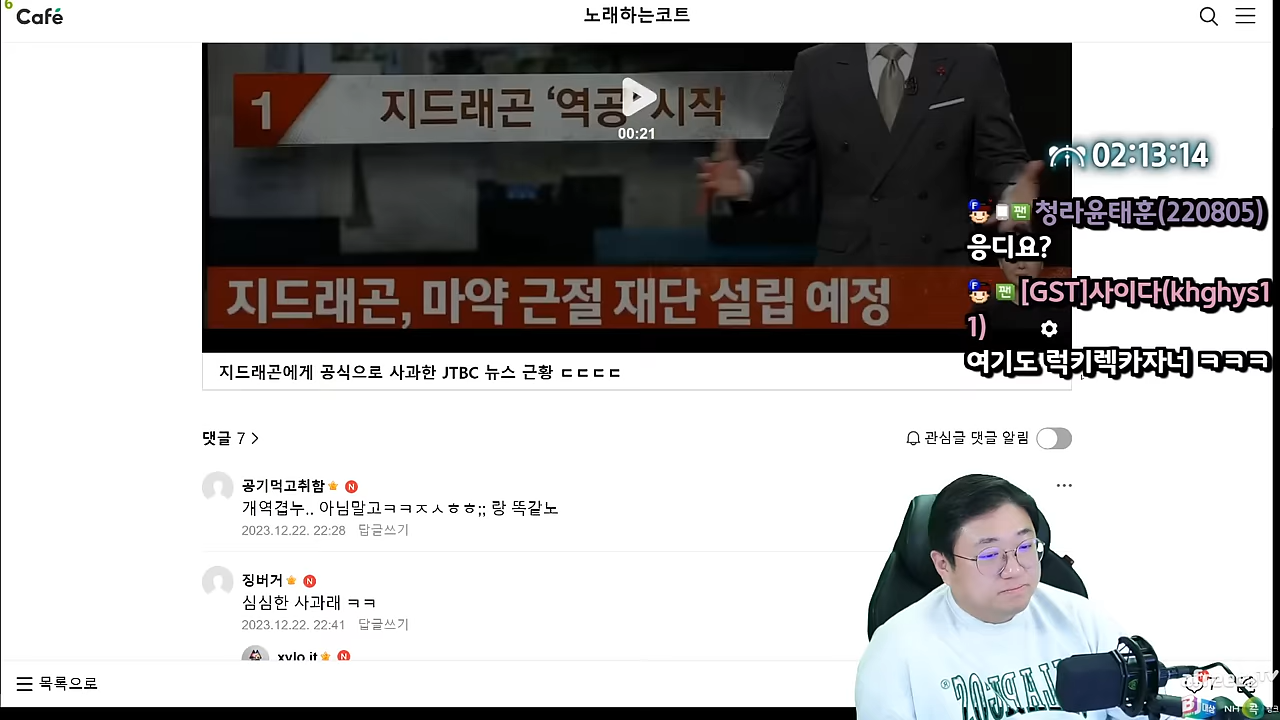 6
Café
노래하는코트
1
지드래곤 ‘역공’ 시작
00:21
지드래곤, 마약 근절 재단 설립 예정
02:13:14
F 팬 청라윤태훈(220805)
응디요?
F 팬 [GST]사이다(khghys1
1)
여기도 럭키렉카자너 ㅋㅋㅋ
지드래곤에게 공식으로 사과한 JTBC 뉴스 근황 ㄷㄷㄷㄷ
댓글 7
관심글 댓글 알림
공기먹고취함 N
개역겹누.. 아님말고ㅋㅋㅈㅅㅎㅎ;; 랑 똑같노
2023.12.22. 22:28 답글쓰기
징버거 N
심심한 사과래 ㅋㅋ
2023.12.22. 22:41 답글쓰기
xylo it N
목록으로
NH